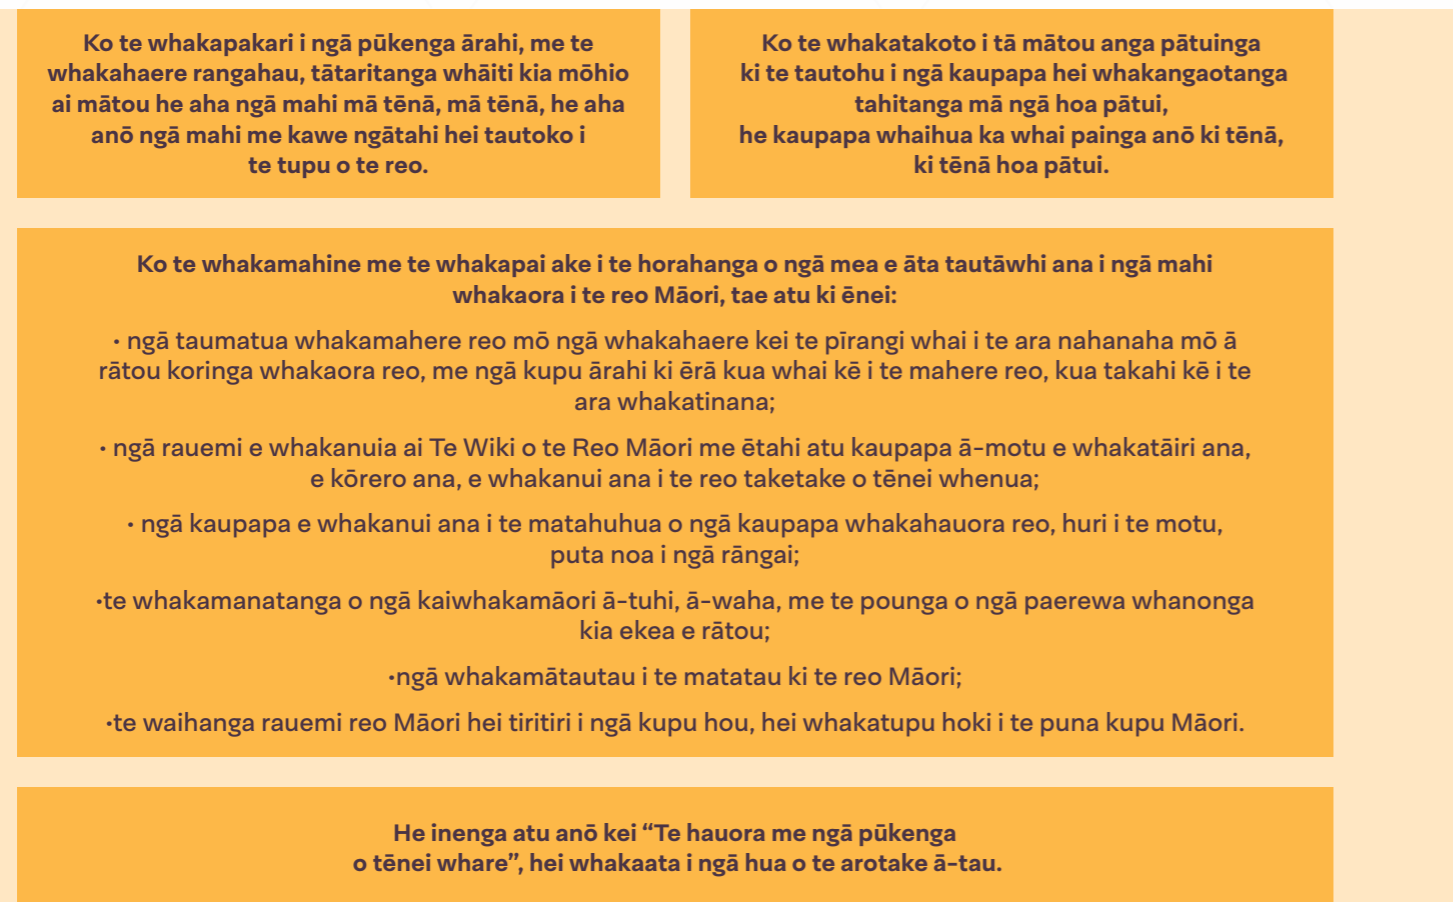 Ko te whakapakari i ngā pūkenga ārahi, me te
whakahaere rangahau, tātaritanga whāiti kia mōhio
ai mātou he aha ngā mahi mā tēnā, mā tēnā, he aha
anō ngā mahi me kawe ngātahi hei tautoko i
te tupu o te reo.
Ko te whakatakoto i tā mātou anga pātuinga
ki te tautohu i ngā kaupapa hei whakangaotanga
tahitanga mā ngā hoa pātui,
he kaupapa whaihua ka whai painga anō ki tēnā,
ki tēnā hoa pātui.
Ko te whakamahine me te whakapai ake i te horahanga o ngā mea e āta tautāwhi ana i ngā mahi
whakaora i te reo Māori, tae atu ki ēnei:
• ngā taumatua whakamahere reo mō ngā whakahaere kei te pīrangi whai i te ara nahanaha mō ā
rātou koringa whakaora reo, me ngā kupu ārahi ki ērā kua whai kē i te mahere reo, kua takahi kē i te
ara whakatinana;
• ngā rauemi e whakanuia ai Te Wiki o te Reo Māori me ētahi atu kaupapa ā-motu e whakatāiri ana,
e kōrero ana, e whakanui ana i te reo taketake o tēnei whenua;
• ngā kaupapa e whakanui ana i te matahuhua o ngā kaupapa whakahauora reo, huri i te motu,
puta noa i ngā rāngai;
•te whakamanatanga o ngā kaiwhakamāori ā-tuhi, ā-waha, me te pounga o ngā paerewa whanonga
kia ekea e rātou;
•ngā whakamātautau i te matatau ki te reo Māori;
•te waihanga rauemi reo Māori hei tiritiri i ngā kupu hou, hei whakatupu hoki i te puna kupu Māori.
He inenga atu anō kei “Te hauora me ngā pūkenga
o tēnei whare”, hei whakaata i ngā hua o te arotake ā-tau.